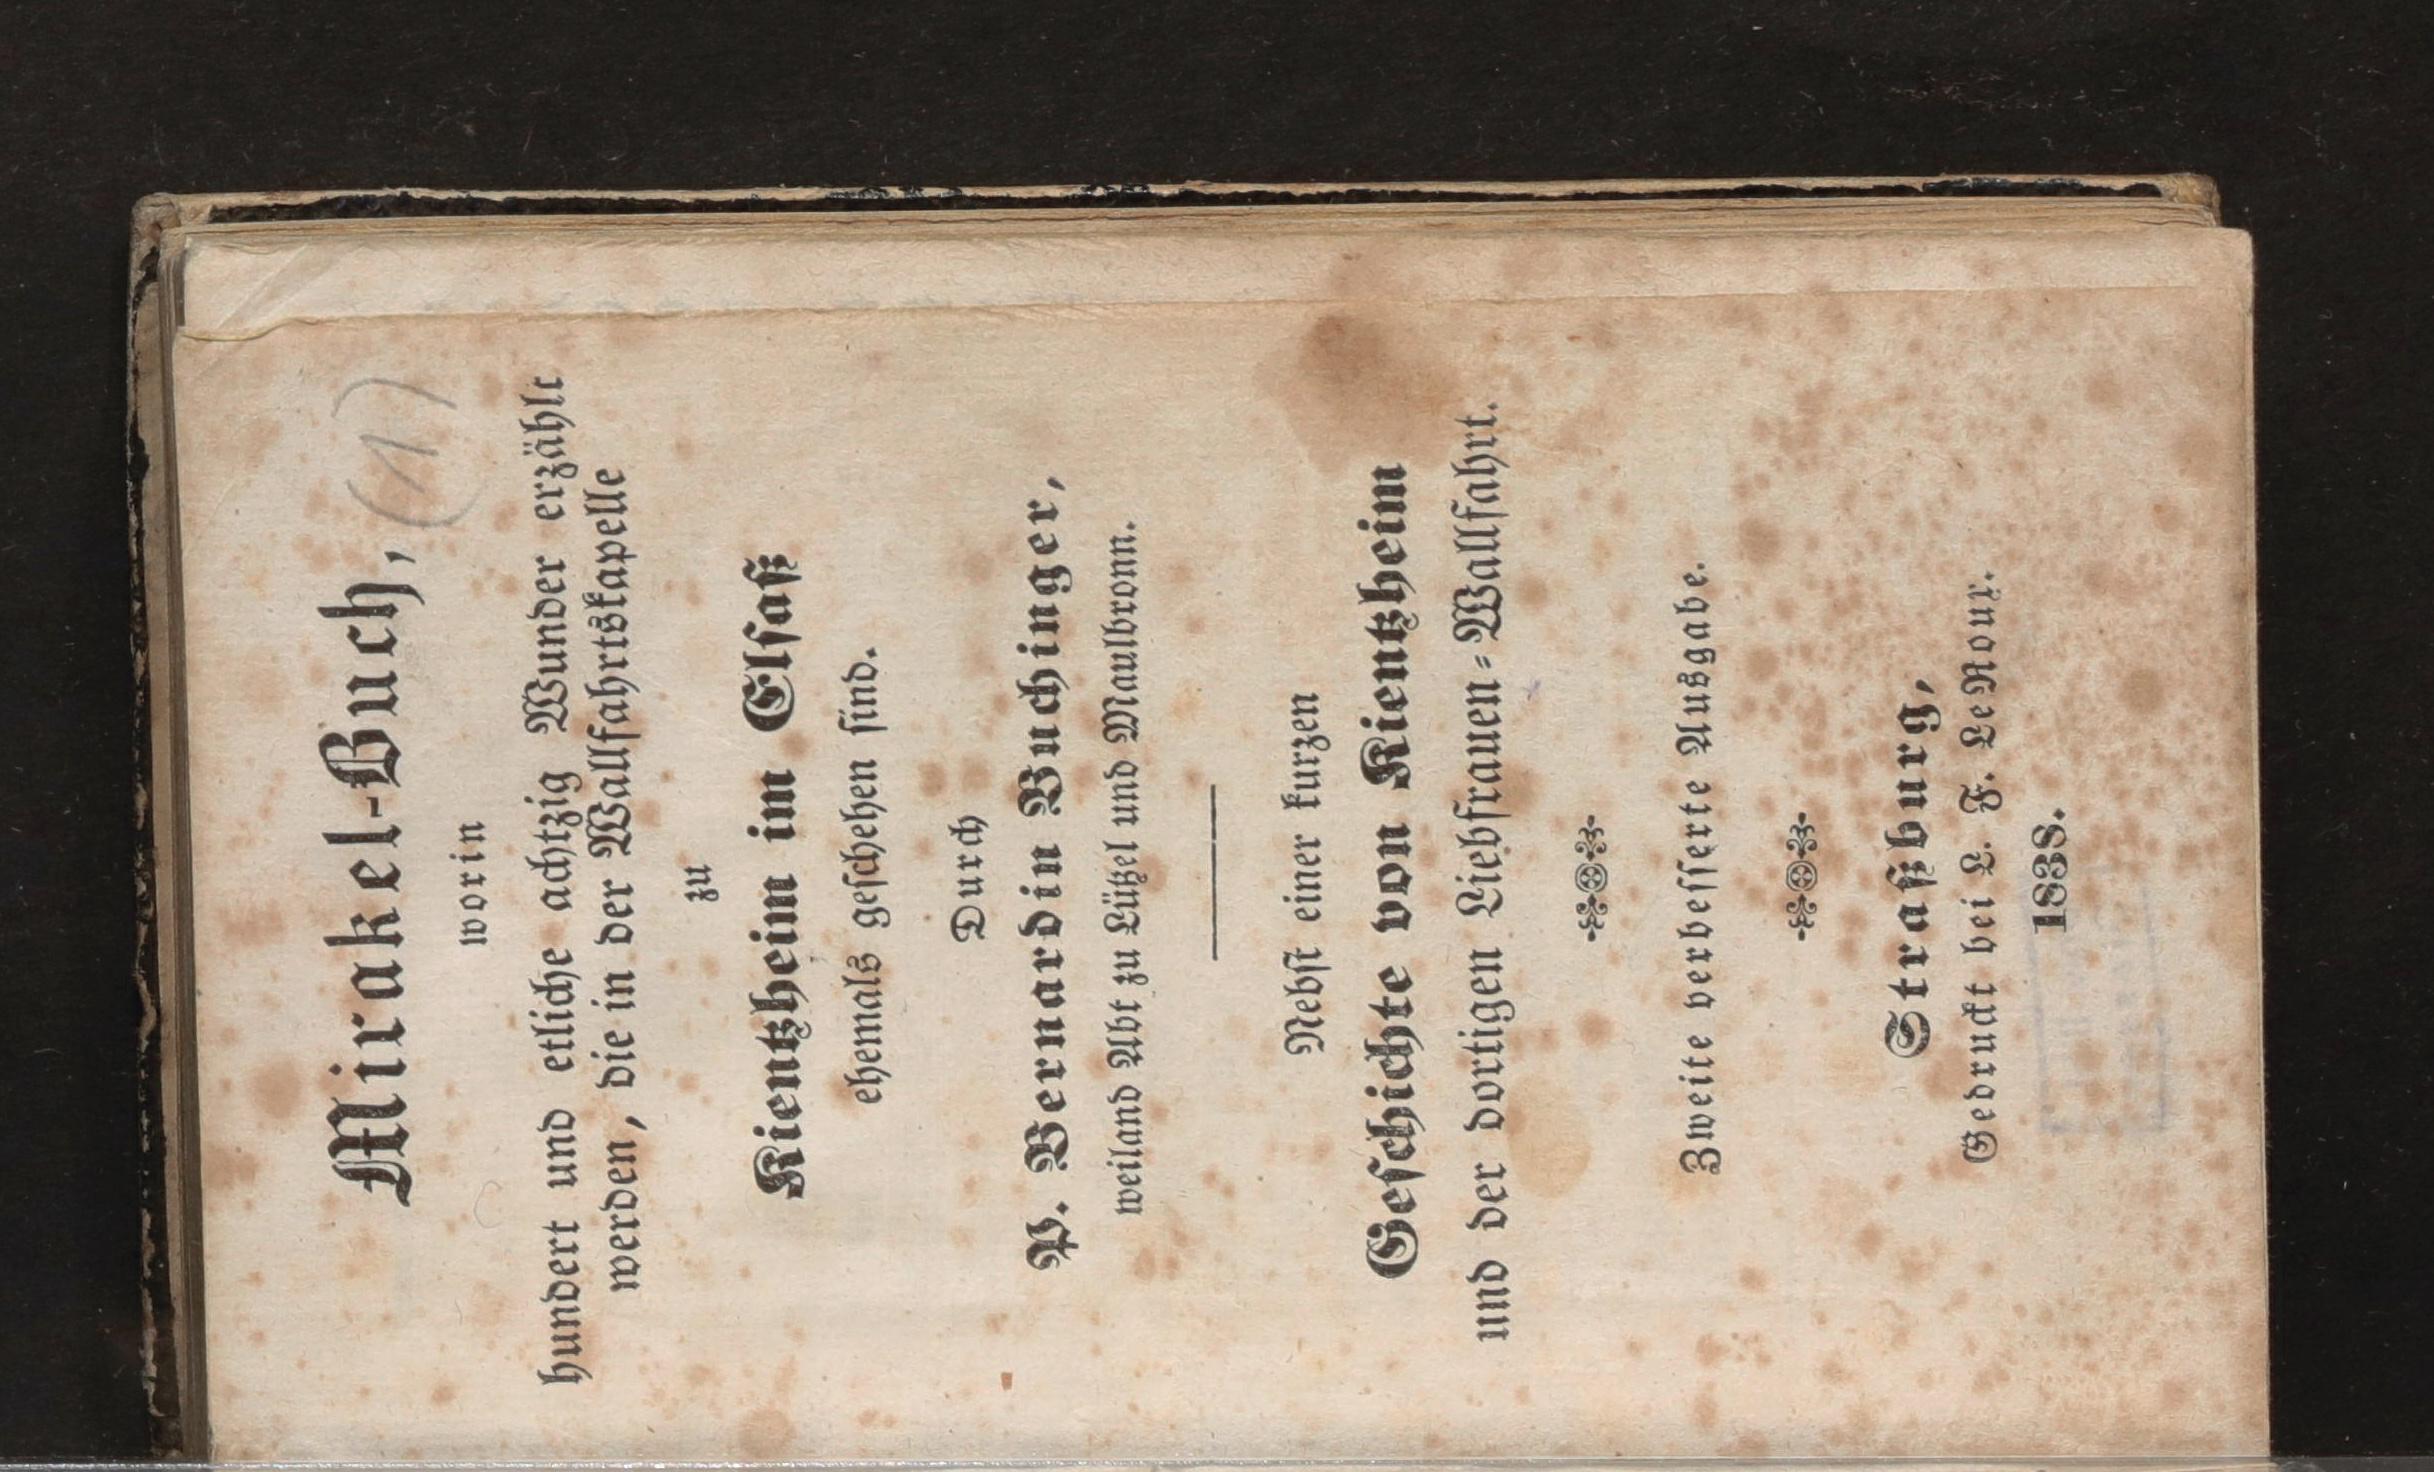 Mirakel-Buch, (1)
worin
hundert und etliche achtzig Wunder erzählt
werden, die in der Wallfahrtskapelle
zu
Kientzheim im Elsaß
ehemals geschehen sind.
Durch
P. Bernardin Buchinger,
weiland Abt zu Lützel und Maulbronn.
Nebst einer kurzen
Geschichte von Kientzheim
und der dortigen Liebfrauen-Wallfahrt.
Zweite verbesserte Ausgabe.
Straßburg,
Gedruckt bei L. F. LeRoux.
1838.